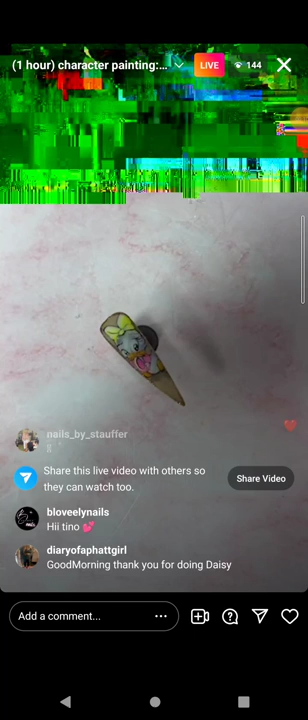 (1 hour) character painting:...
LIVE
144
nails_by_stauffer
Share this live video with others so
they can watch too.
Share Video
bloveelynails
Hii tino 💕
diaryofaphattgirl
GoodMorning thank you for doing Daisy
Add a comment...